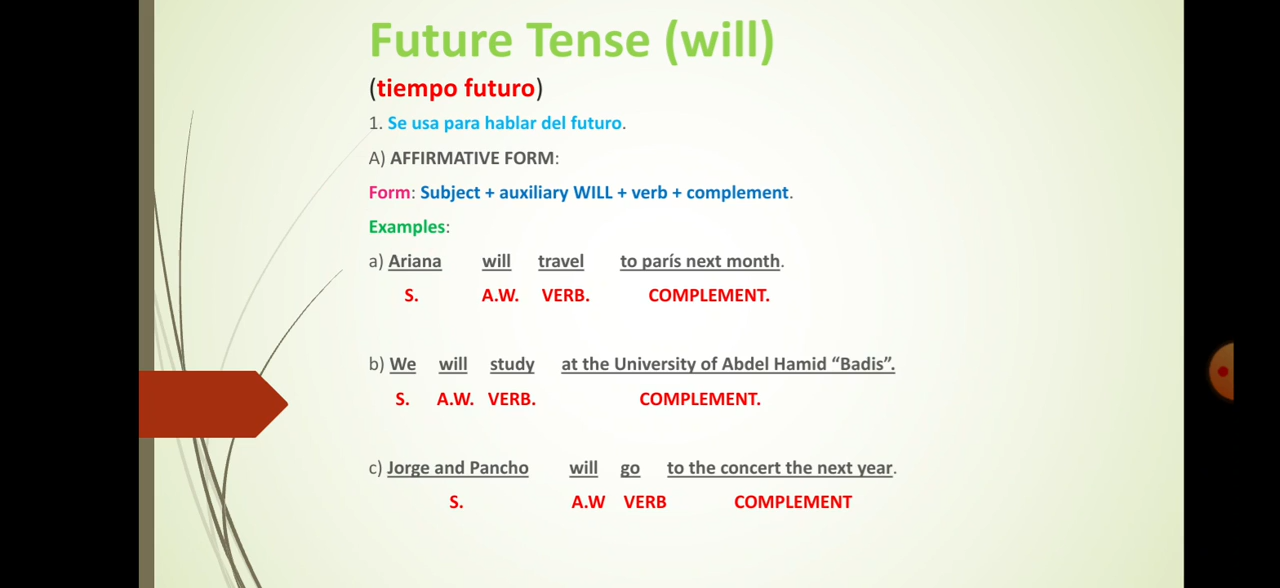 Future Tense (will)
(tiempo futuro)
1. Se usa para hablar del futuro.
A) AFFIRMATIVE FORM:
Form: Subject + auxiliary WILL + verb + complement.
Examples:
a) Ariana will travel to parís next month.
S. A.W. VERB. COMPLEMENT.
b) We will study at the University of Abdel Hamid “Badis”.
S. A.W. VERB. COMPLEMENT.
c) Jorge and Pancho will go to the concert the next year.
S. A.W VERB COMPLEMENT